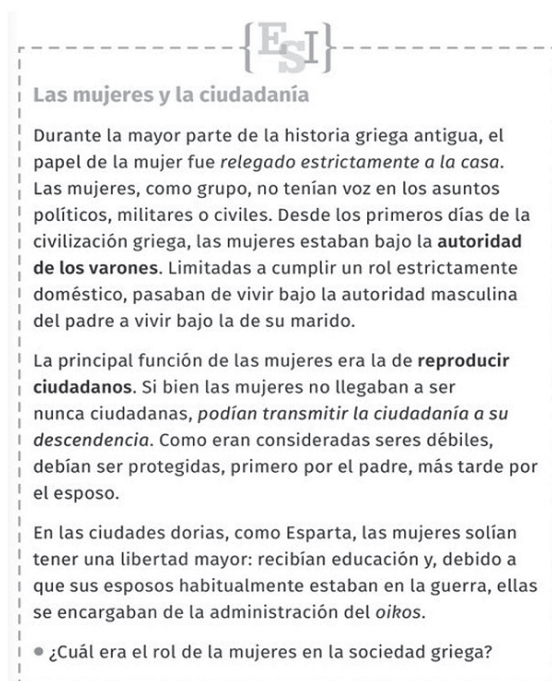 {ESI}
Las mujeres y la ciudadanía
Durante la mayor parte de la historia griega antigua, el
papel de la mujer fue relegado estrictamente a la casa.
Las mujeres, como grupo, no tenían voz en los asuntos
políticos, militares o civiles. Desde los primeros días de la
civilización griega, las mujeres estaban bajo la autoridad
de los varones. Limitadas a cumplir un rol estrictamente
doméstico, pasaban de vivir bajo la autoridad masculina
del padre a vivir bajo la de su marido.
La principal función de las mujeres era la de reproducir
ciudadanos. Si bien las mujeres no llegaban a ser
nunca ciudadanas, podían transmitir la ciudadanía a su
descendencia. Como eran consideradas seres débiles,
debían ser protegidas, primero por el padre, más tarde por
el esposo.
En las ciudades dorias, como Esparta, las mujeres solían
tener una libertad mayor: recibían educación y, debido a
que sus esposos habitualmente estaban en la guerra, ellas
se encargaban de la administración del oikos.
● ¿Cuál era el rol de la mujeres en la sociedad griega?